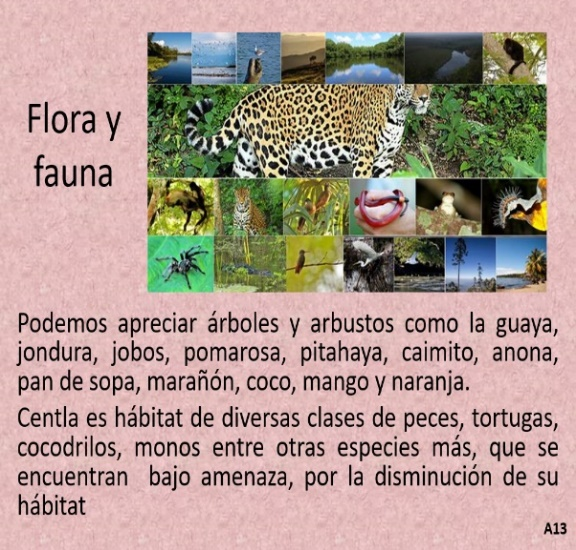 Flora y
fauna
Podemos apreciar árboles y arbustos como la guaya,
jondura, jobos, pomarosa, pitahaya, caimito, anona,
pan de sopa, marañón, coco, mango y naranja.
Centla es hábitat de diversas clases de peces, tortugas,
cocodrilos, monos entre otras especies más, que se
encuentran bajo amenaza, por la disminución de su
hábitat
A13